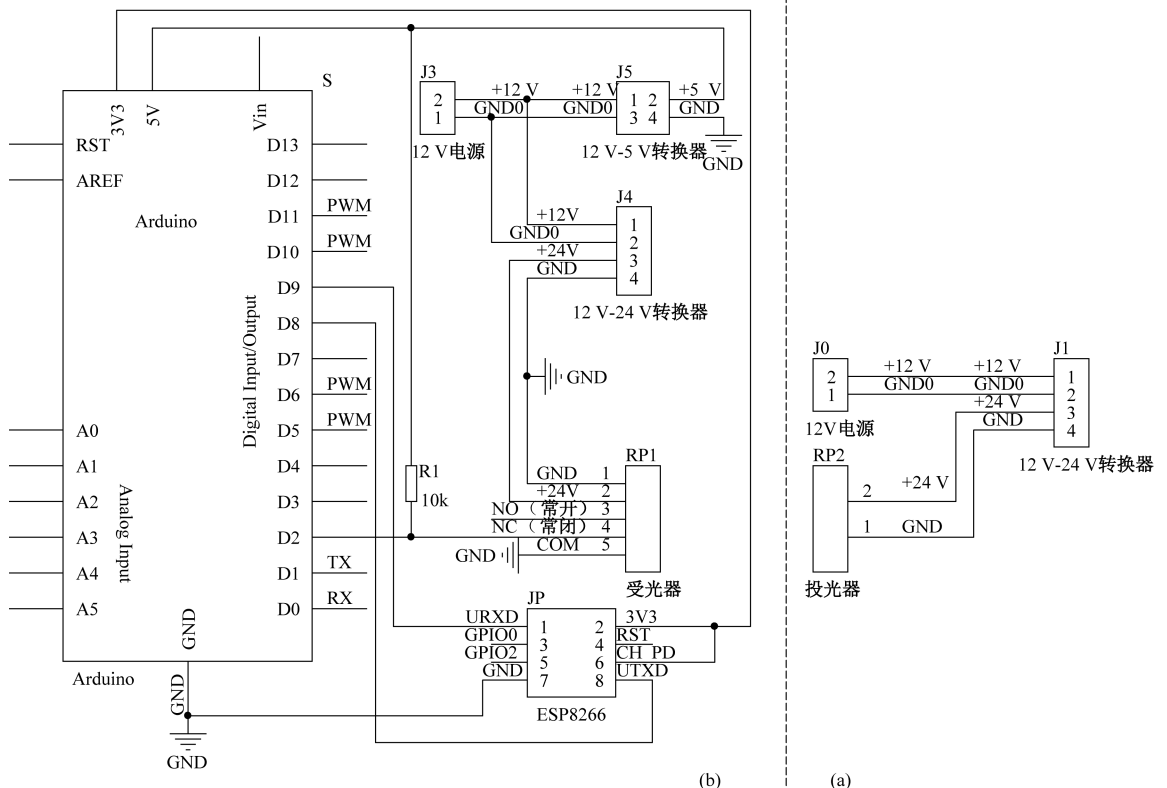 3V3
5V
Vin
S
RST
AREF
Arduino
D13
D12
D11
PWM
D10
PWM
D9
D8
D7
D6
PWM
D5
PWM
D4
D3
D2
D1
TX
D0
RX
Digital Input/Output
A0
A1
A2
A3
A4
A5
Analog Input
GND
Arduino
GND
GND
R1
10k
J3
2
1
+12 V
GND0
+12 V
GND0
12 V电源
J5
1 2
3 4
+5 V
GND
12 V-5 V转换器
GND
J4
+12V
GND0
+24V
GND
1
2
3
4
12 V-24 V转换器
GND
RP1
GND 1
+24V 2
NO（常开） 3
NC（常闭） 4
COM 5
GND
受光器
JP
URXD 1 2 3V3
GPIO0 3 4 RST
GPIO2 5 6 CH PD
GND 7 8 UTXD
ESP8266
(b)
J0
2
1
+12 V
GND0
+12 V
GND0
+24 V
GND
J1
1
2
3
4
12V电源
12 V-24 V转换器
RP2
2 +24 V
1 GND
投光器
(a)